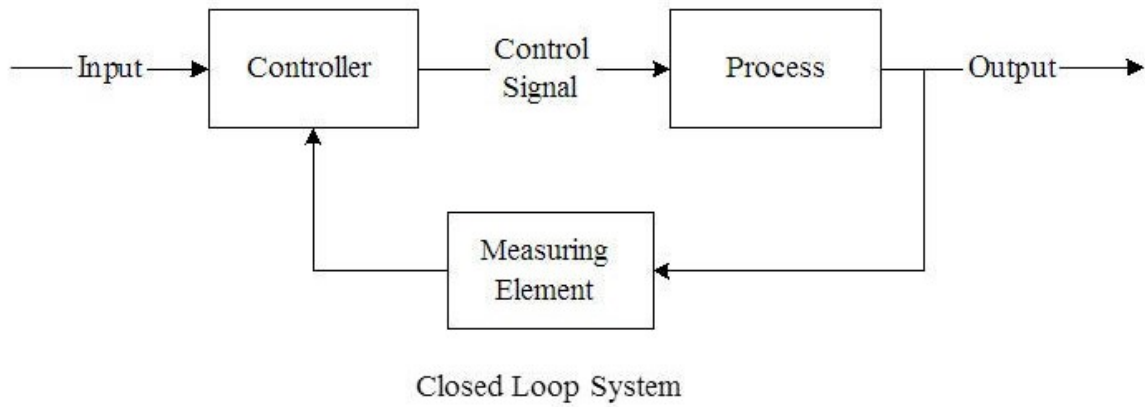 Input
Controller
Control
Signal
Process
Output
Measuring
Element
Closed Loop System